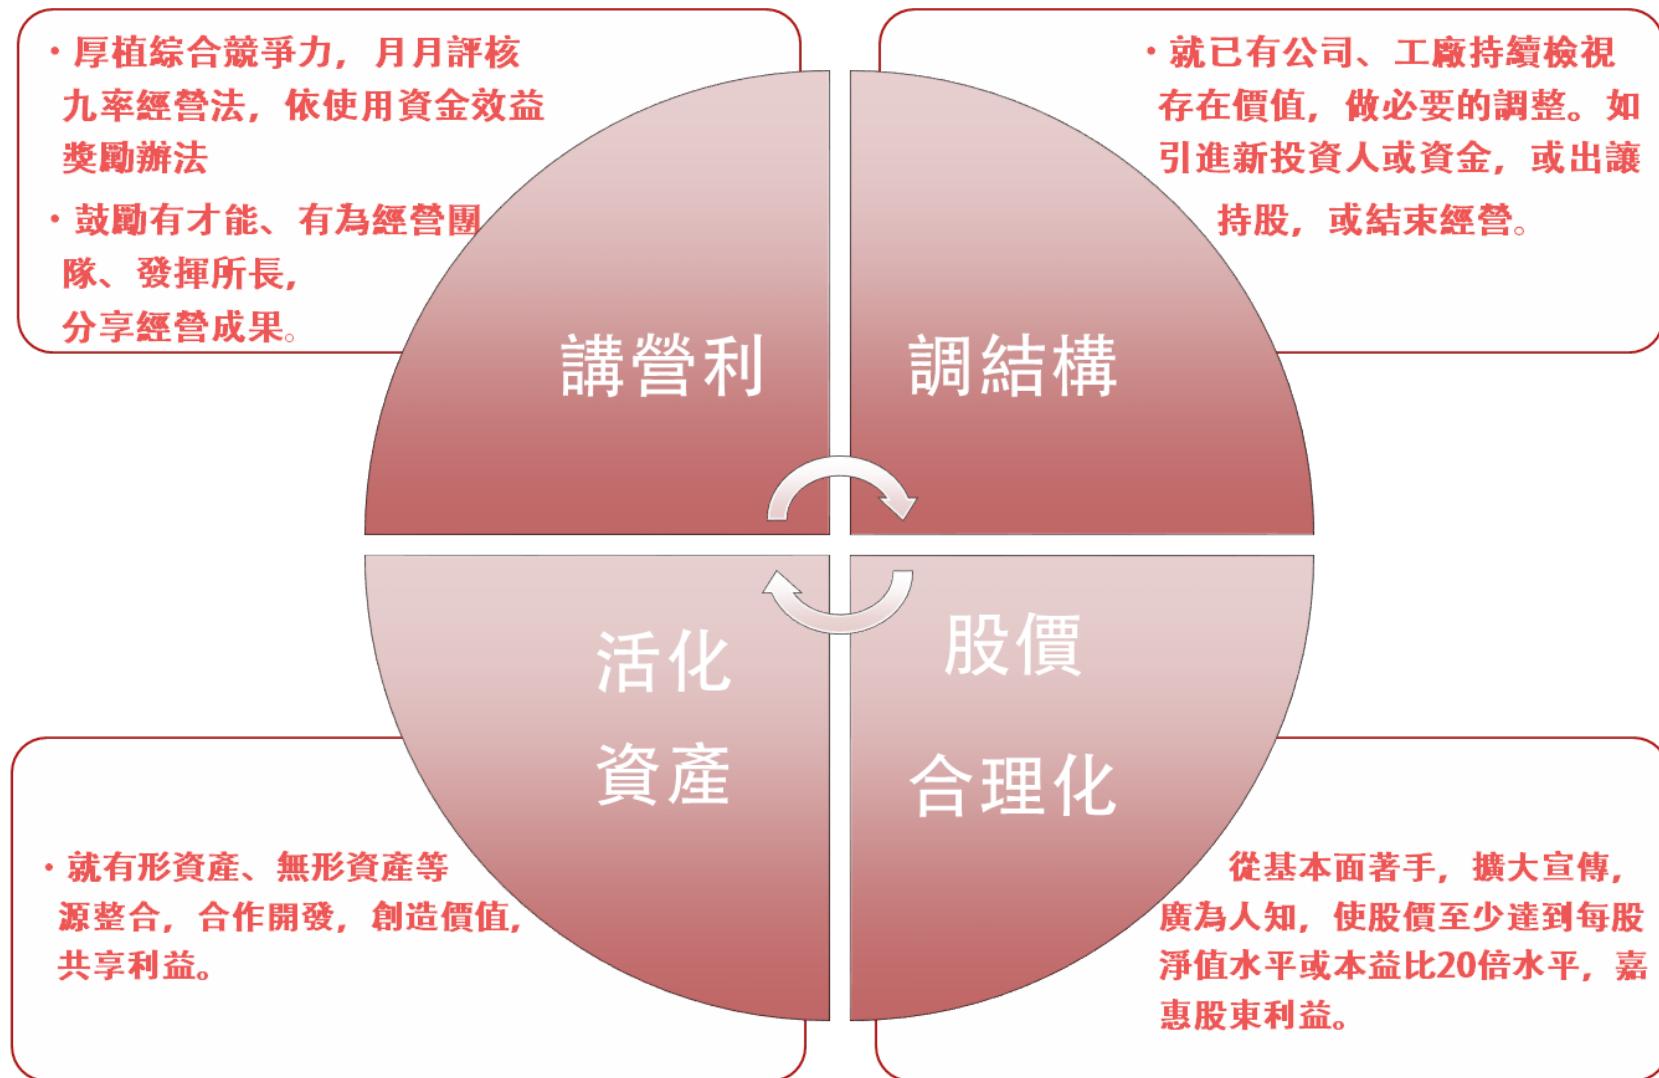 ・厚植綜合競爭力，月月評核
九率經營法，依使用資金效益
獎勵辦法
・鼓勵有才能、有為經營團
隊、發揮所長，
分享經營成果。
・就已有公司、工廠持續檢視
存在價值，做必要的調整。如
引進新投資人或資金，或出讓
持股，或結束經營。
講營利
調結構
活化
資產
股價
合理化
・就有形資產、無形資產等
源整合，合作開發，創造價值，
共享利益。
從基本面著手，擴大宣傳，
廣為人知，使股價至少達到每股
淨值水平或本益比20倍水平，嘉
惠股東利益。